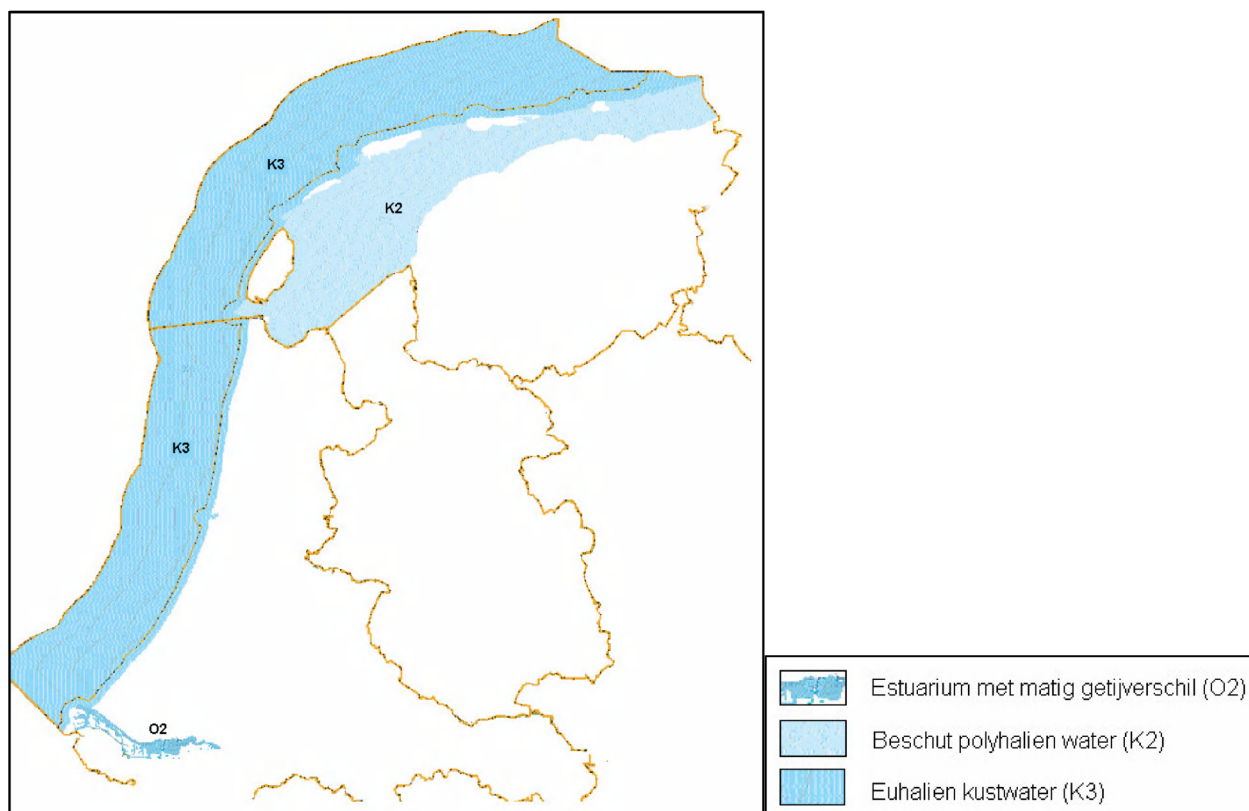 K3
K2
K3
O2
Estuarium met matig getijverschil (O2)
Beschut polyhalien water (K2)
Euhalien kustwater (K3)